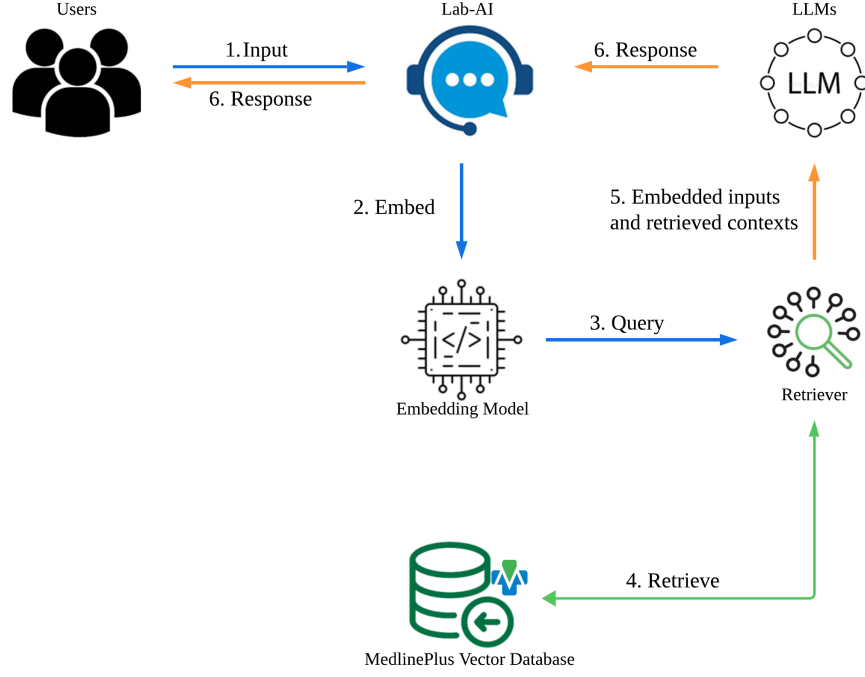 Users
Lab-AI
LLMs
1. Input
6. Response
6. Response
LLM
2. Embed
5. Embedded inputs
and retrieved contexts
</>
3. Query
Embedding Model
Retriever
4. Retrieve
MedlinePlus Vector Database